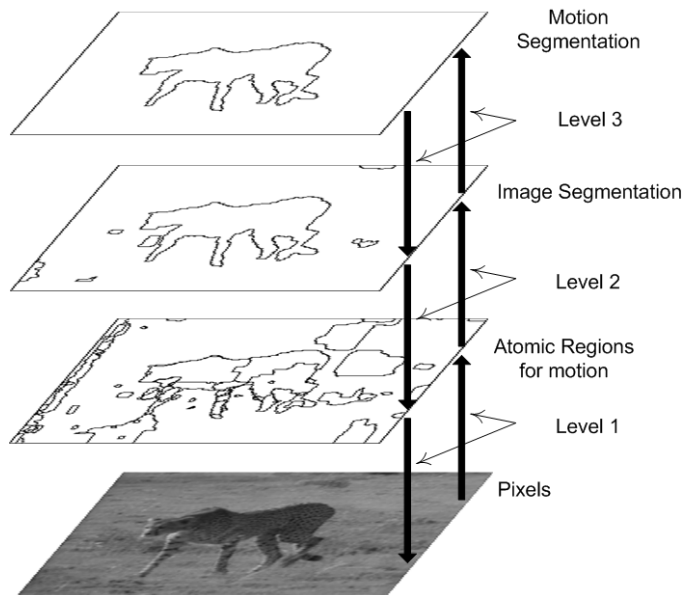 Motion
Segmentation
Level 3
Image Segmentation
Level 2
Atomic Regions
for motion
Level 1
Pixels